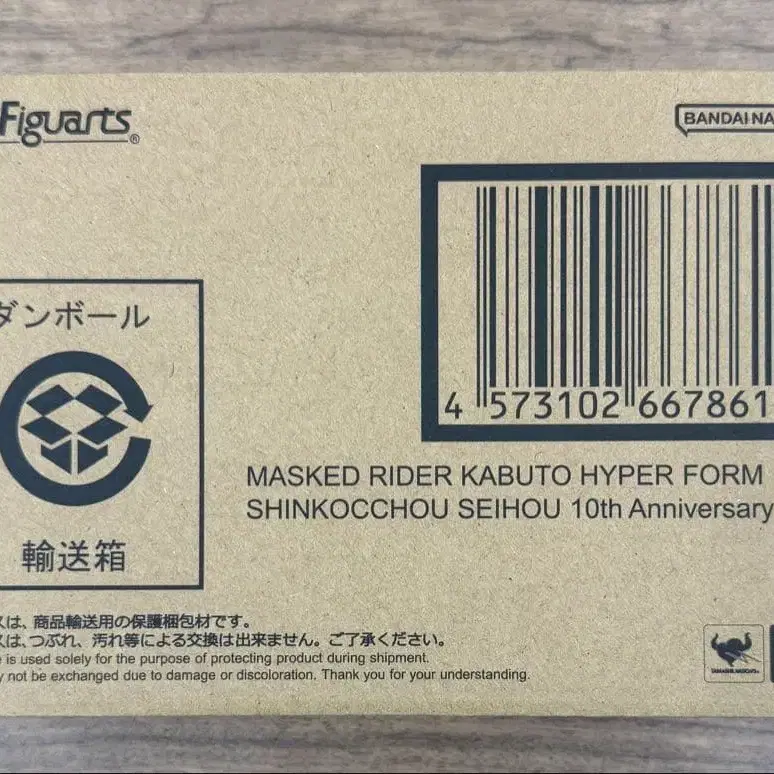 Figuarts®
BANDAI NA
ダンボール
輸送箱
4 573102 667861
MASKED RIDER KABUTO HYPER FORM
SHINKOCCHOU SEIHOU 10th Anniversary
スは、商品輸送用の保護梱包材です。
スは、つぶれ、汚れ等による交換は出来ません。ご了承ください。
is used solely for the purpose of protecting product during shipment.
not be exchanged due to damage or discoloration. Thank you for your understanding.
TAMASHII NATIONS